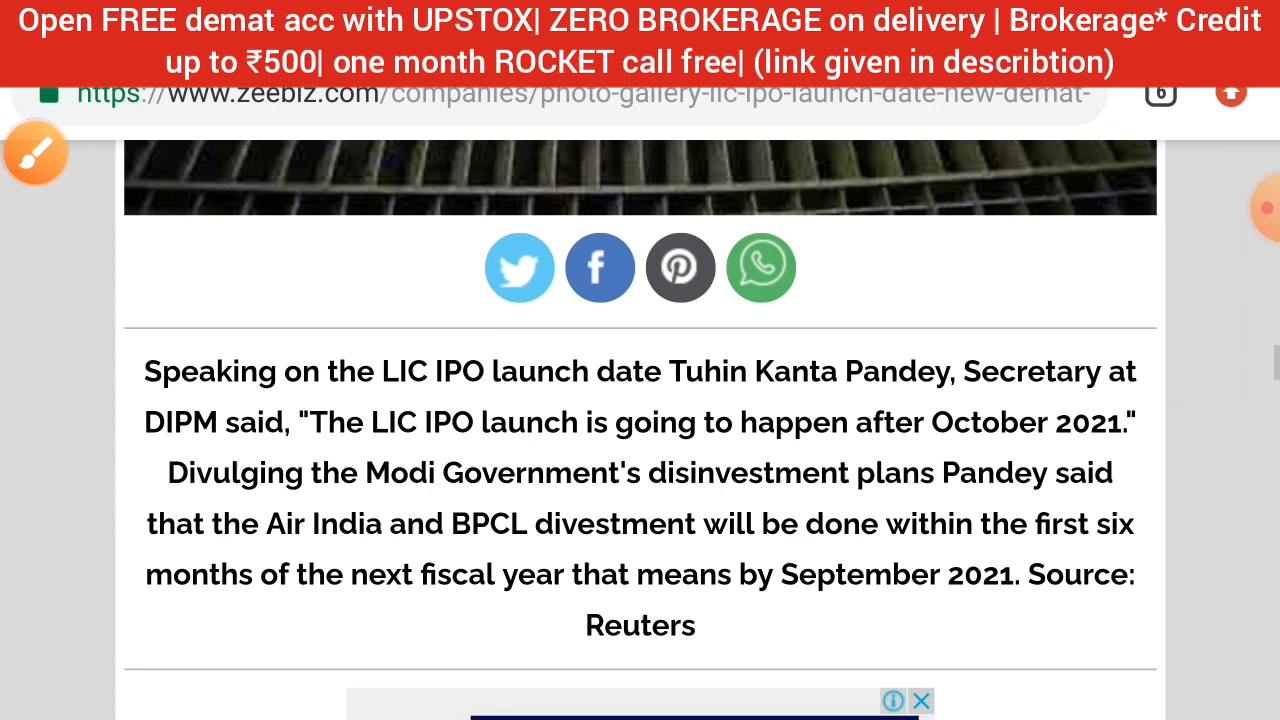 Open FREE demat acc with UPSTOX| ZERO BROKERAGE on delivery | Brokerage* Credit
up to ₹500| one month ROCKET call free| (link given in describtion)
https://www.zeebiz.com/companies/photo-gallery-lic-ipo-launch-date-new-demat-
6
Speaking on the LIC IPO launch date Tuhin Kanta Pandey, Secretary at
DIPM said, "The LIC IPO launch is going to happen after October 2021."
Divulging the Modi Government's disinvestment plans Pandey said
that the Air India and BPCL divestment will be done within the first six
months of the next fiscal year that means by September 2021. Source:
Reuters